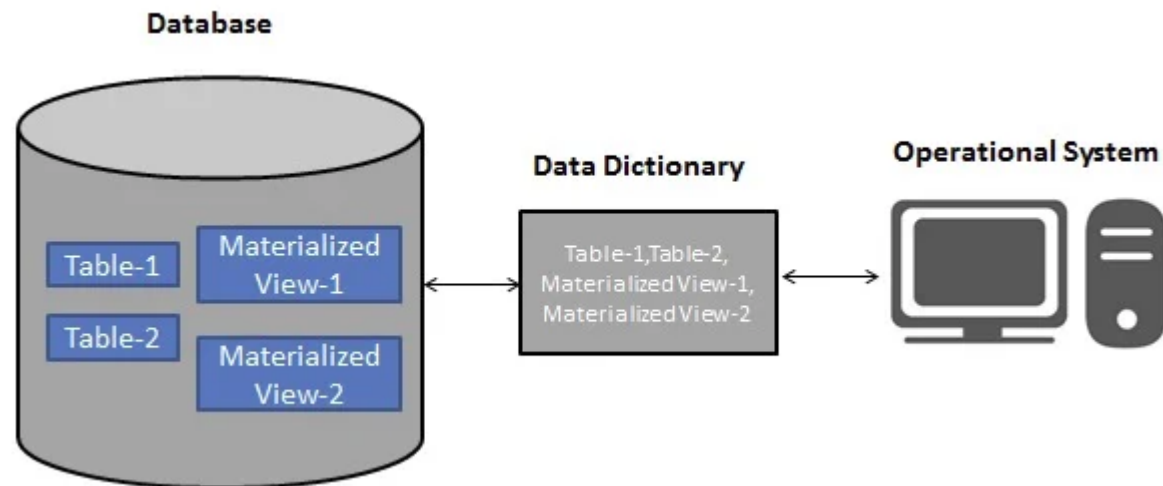 Database
Data Dictionary
Operational System
Table-1
Materialized
View-1
Table-2
Materialized
View-2
Table-1,Table-2,
Materialized View-1,
Materialized View-2